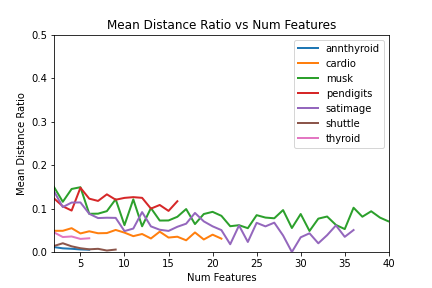 Mean Distance Ratio vs Num Features
0.5
0.4
0.3
0.2
0.1
0.0
Mean Distance Ratio
annthyroid
cardio
musk
pendigits
satimage
shuttle
thyroid
5 10 15 20 25 30 35 40
Num Features